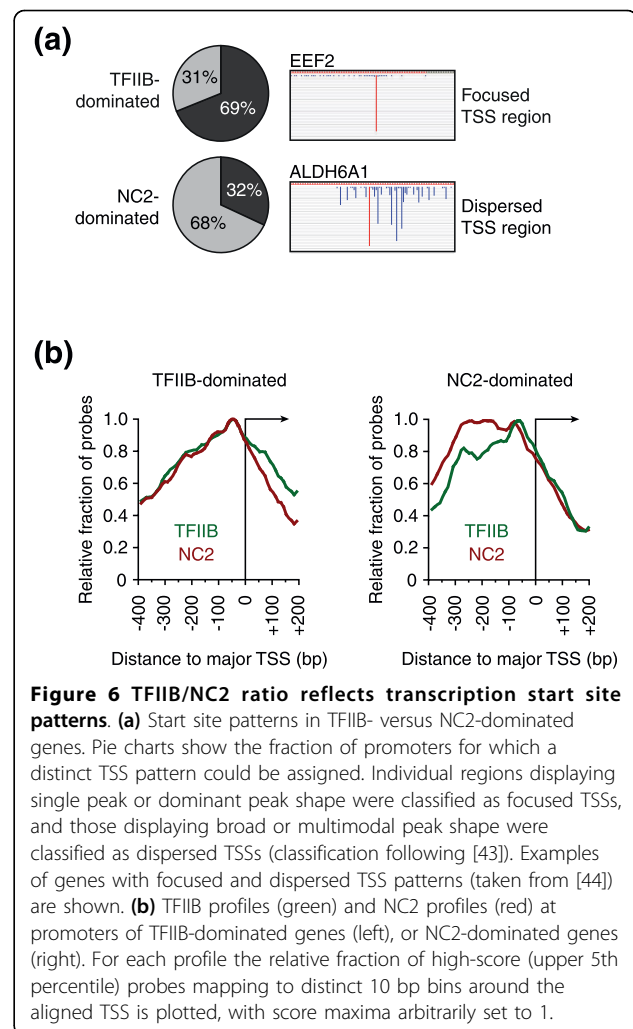 (a)
TFIIB-
dominated
31%
69%
EEF2
Focused
TSS region
NC2-
dominated
32%
68%
ALDH6A1
Dispersed
TSS region
(b)
TFIIB-dominated
Relative fraction of probes
1.0
0.8
0.6
0.4
0.2
0
TFIIB
NC2
-400
-300
-200
-100
0
+100
+200
Distance to major TSS (bp)
NC2-dominated
Relative fraction of probes
1.0
0.8
0.6
0.4
0.2
0
TFIIB
NC2
-400
-300
-200
-100
0
+100
+200
Distance to major TSS (bp)
Figure 6 TFIIB/NC2 ratio reflects transcription start site
patterns. (a) Start site patterns in TFIIB- versus NC2-dominated
genes. Pie charts show the fraction of promoters for which a
distinct TSS pattern could be assigned. Individual regions displaying
single peak or dominant peak shape were classified as focused TSSs,
and those displaying broad or multimodal peak shape were
classified as dispersed TSSs (classification following [43]). Examples
of genes with focused and dispersed TSS patterns (taken from [44])
are shown. (b) TFIIB profiles (green) and NC2 profiles (red) at
promoters of TFIIB-dominated genes (left), or NC2-dominated genes
(right). For each profile the relative fraction of high-score (upper 5th
percentile) probes mapping to distinct 10 bp bins around the
aligned TSS is plotted, with score maxima arbitrarily set to 1.